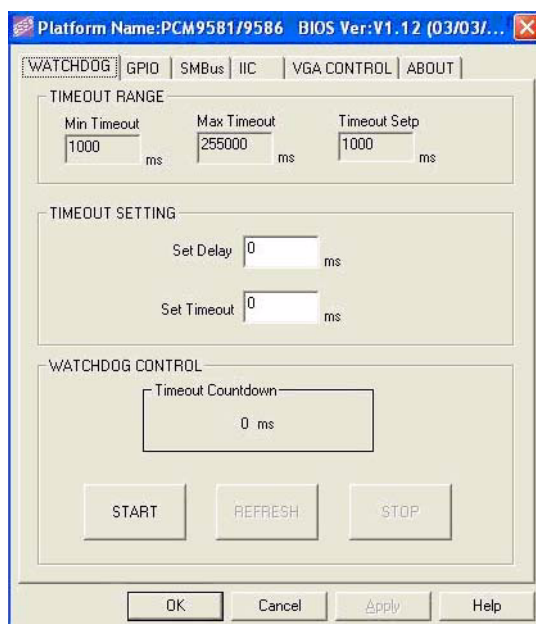 Platform Name:PCM9581/9586 BIOS Ver:V1.12 (03/03/...
WATCHDOG GPIO SMBus IIC VGA CONTROL ABOUT
TIMEOUT RANGE
Min Timeout Max Timeout Timeout Setp
1000 ms 255000 ms 1000 ms
TIMEOUT SETTING
Set Delay 0 ms
Set Timeout 0 ms
WATCHDOG CONTROL
Timeout Countdown
0 ms
START REFRESH STOP
OK Cancel Apply Help